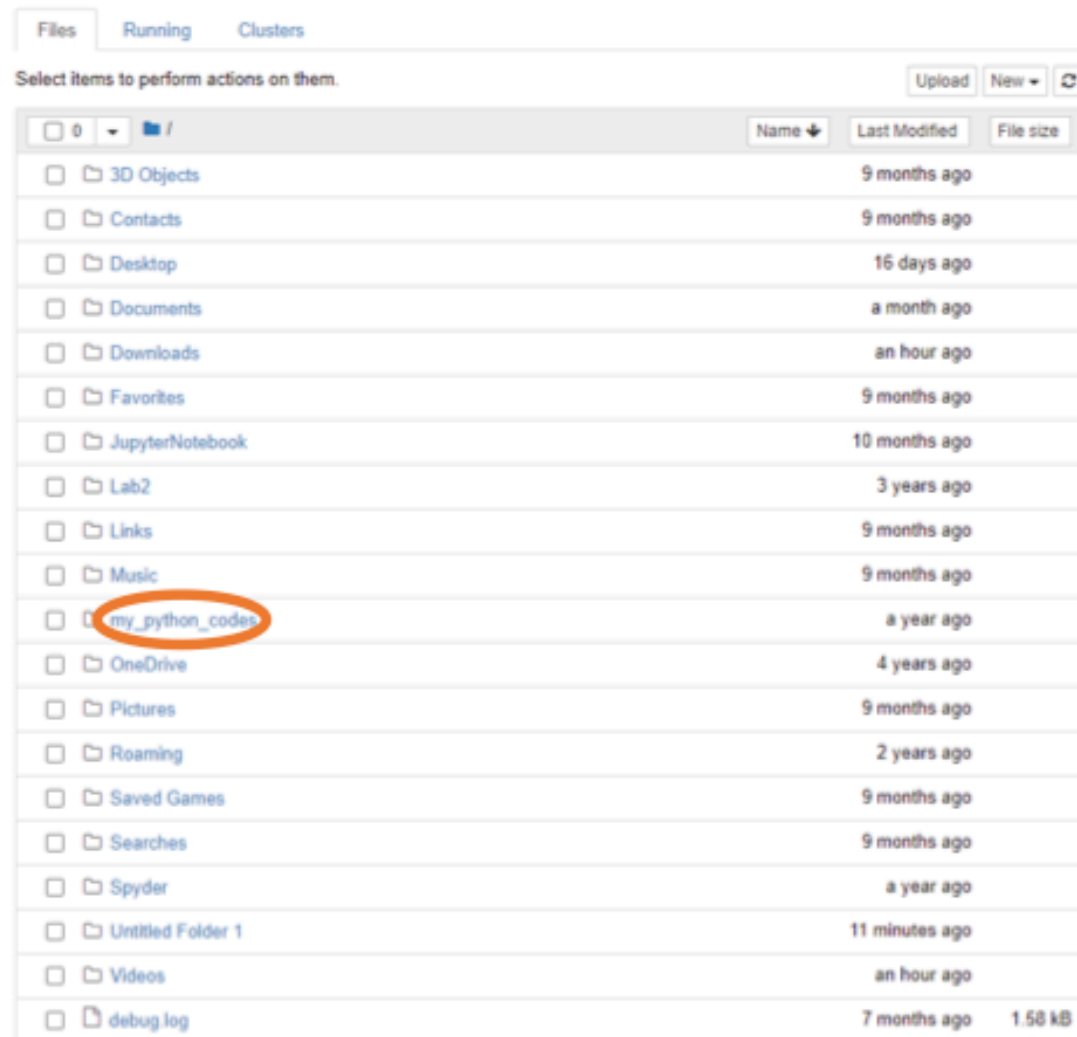 Files Running Clusters
Select items to perform actions on them. Upload New
0 / Name Last Modified File size
3D Objects 9 months ago
Contacts 9 months ago
Desktop 16 days ago
Documents a month ago
Downloads an hour ago
Favorites 9 months ago
JupyterNotebook 10 months ago
Lab2 3 years ago
Links 9 months ago
Music 9 months ago
my_python_codes a year ago
OneDrive 4 years ago
Pictures 9 months ago
Roaming 2 years ago
Saved Games 9 months ago
Searches 9 months ago
Spyder a year ago
Untitled Folder 1 11 minutes ago
Videos an hour ago
debug.log 7 months ago 1.58 kB